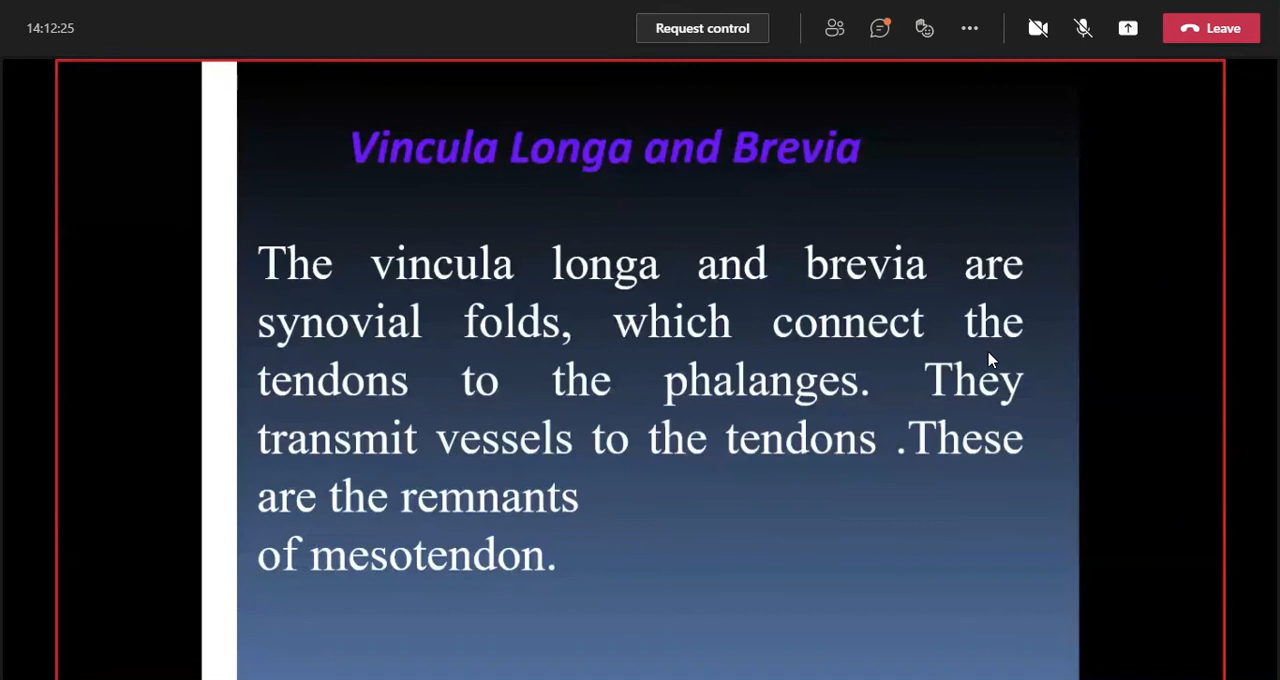 14:12:25
Request control
Leave
Vincula Longa and Brevia
The vincula longa and brevia are
synovial folds, which connect the
tendons to the phalanges. They
transmit vessels to the tendons .These
are the remnants
of mesotendon.